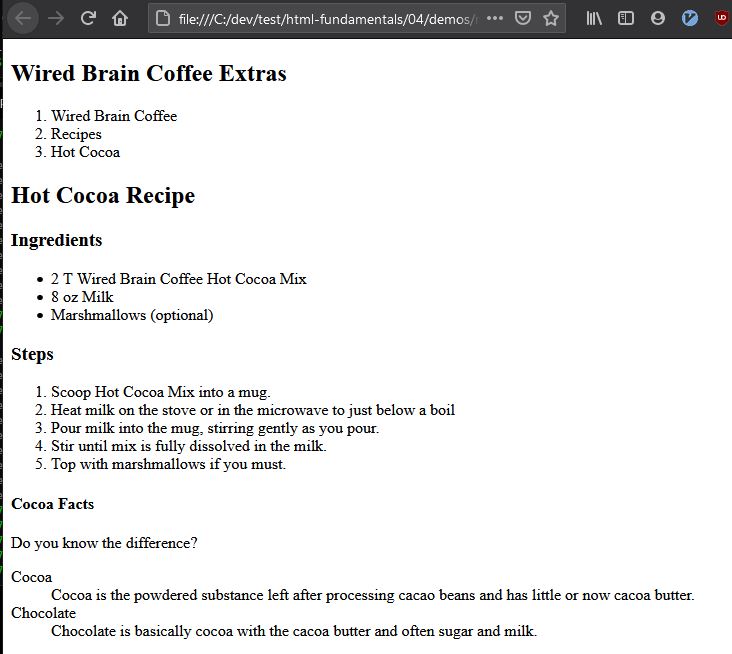 file:///C:/dev/test/html-fundamentals/04/demos/
Wired Brain Coffee Extras
1. Wired Brain Coffee
2. Recipes
3. Hot Cocoa
Hot Cocoa Recipe
Ingredients
• 2 T Wired Brain Coffee Hot Cocoa Mix
• 8 oz Milk
• Marshmallows (optional)
Steps
1. Scoop Hot Cocoa Mix into a mug.
2. Heat milk on the stove or in the microwave to just below a boil
3. Pour milk into the mug, stirring gently as you pour.
4. Stir until mix is fully dissolved in the milk.
5. Top with marshmallows if you must.
Cocoa Facts
Do you know the difference?
Cocoa
Cocoa is the powdered substance left after processing cacao beans and has little or now cacoa butter.
Chocolate
Chocolate is basically cocoa with the cacoa butter and often sugar and milk.